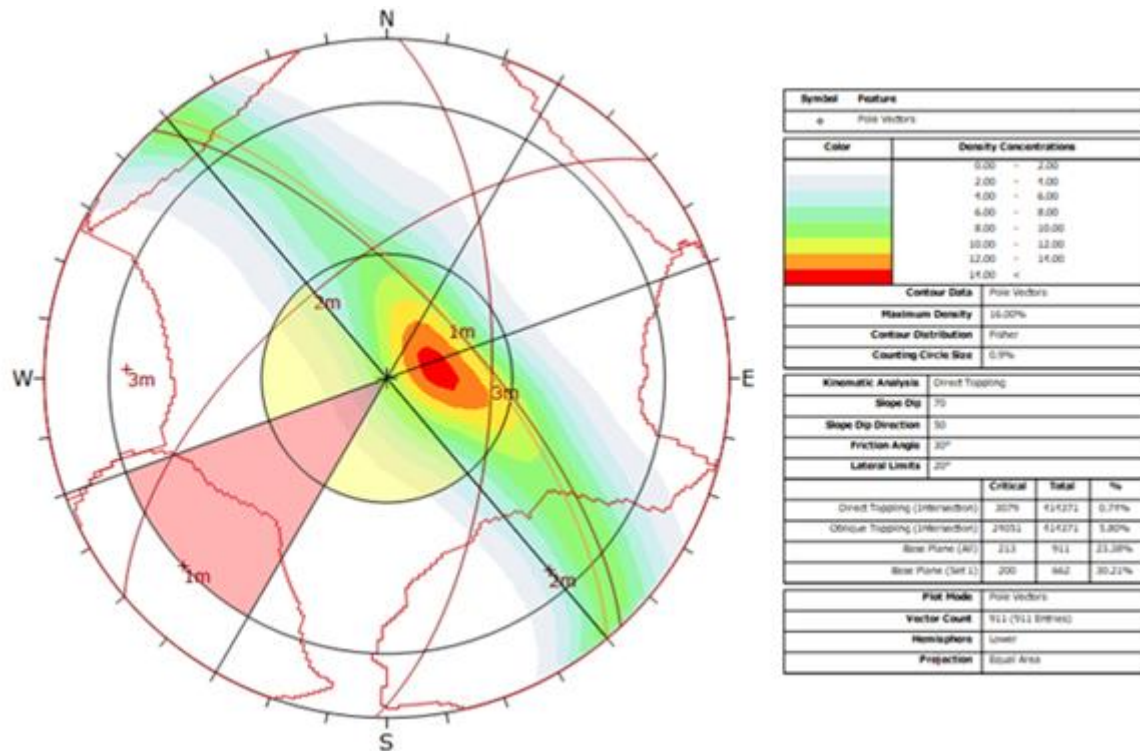 N
W
E
S
2m
1m
3m
3m
1m
2m
Symbol Feature
Pole Vectors
Color Density Concentrations
0.00 - 2.00
2.00 - 4.00
4.00 - 6.00
6.00 - 8.00
8.00 - 10.00
10.00 - 12.00
12.00 - 14.00
14.00 <
Contour Data Pole Vectors
Maximum Density 16.00%
Contour Distribution Fisher
Counting Circle Size 0.9%
Kinematic Analysis Direct Toppling
Slope Dip 70
Slope Dip Direction 50
Friction Angle 30°
Lateral Limits 20°
Critical Total %
Direct Toppling (Intersection) 3079 414371 0.74%
Oblique Toppling (Intersection) 24051 414371 5.80%
Base Plane (All) 213 911 23.38%
Base Plane (Set 1) 200 662 30.21%
Plot Mode Pole Vectors
Vector Count 911 (911 Entries)
Hemisphere Lower
Projection Equal Area